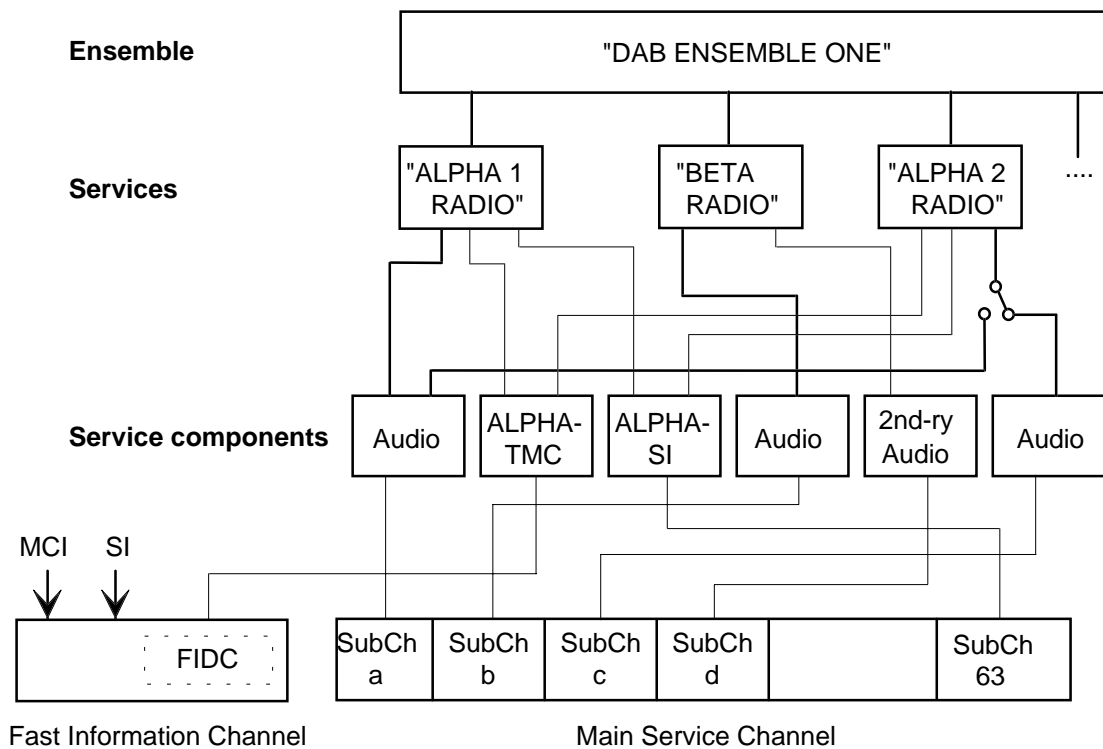 Ensemble
"DAB ENSEMBLE ONE"
Services
"ALPHA 1
RADIO"
"BETA
RADIO"
"ALPHA 2
RADIO"
....
Service components
Audio
ALPHA-
TMC
ALPHA-
SI
Audio
2nd-ry
Audio
Audio
MCI
SI
FIDC
SubCh
a
SubCh
b
SubCh
c
SubCh
d
SubCh
63
Fast Information Channel
Main Service Channel